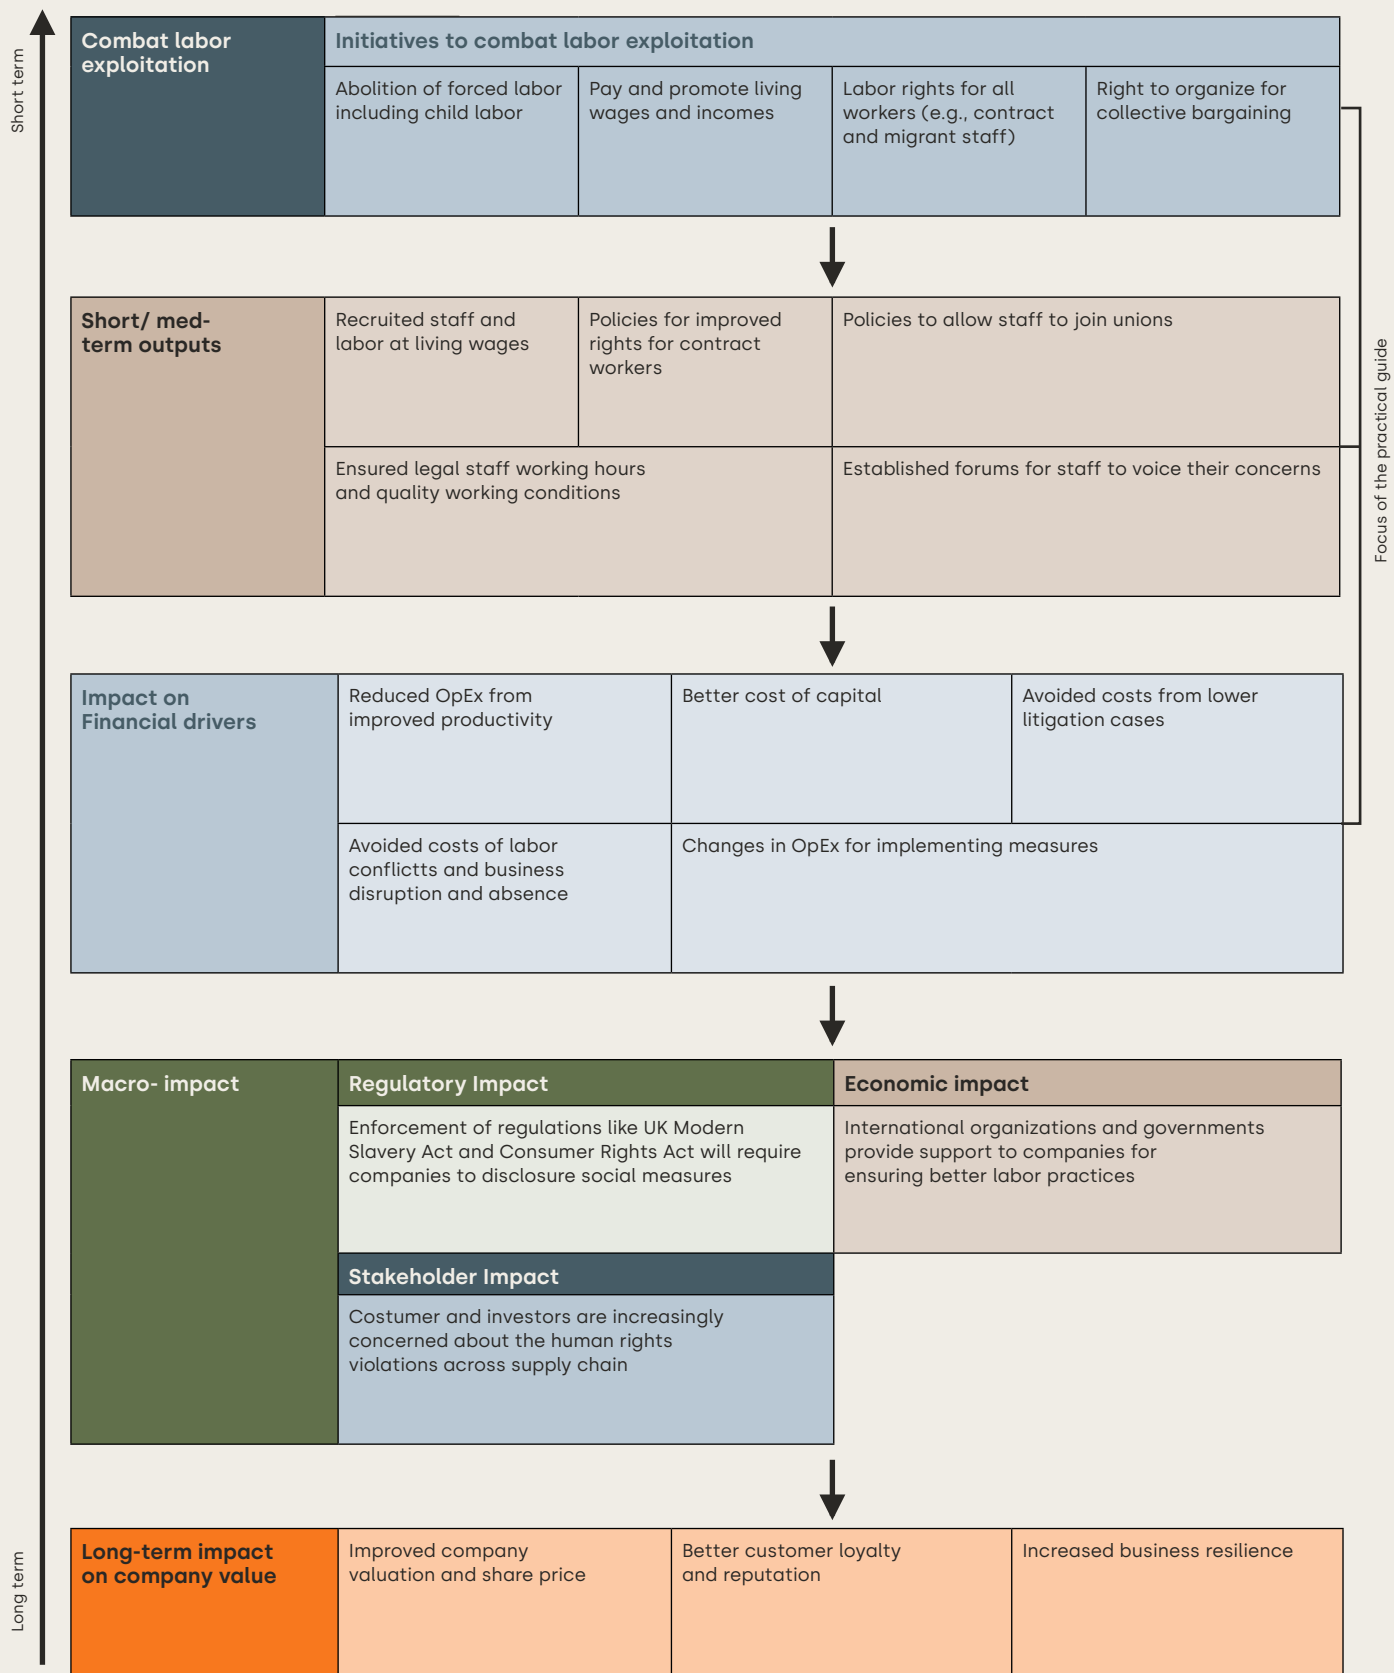 Short term
Combat labor
exploitation
Initiatives to combat labor exploitation
Abolition of forced labor
including child labor
Pay and promote living
wages and incomes
Labor rights for all
workers (e.g., contract
and migrant staff)
Right to organize for
collective bargaining
Short/ med-
term outputs
Recruited staff and
labor at living wages
Policies for improved
rights for contract
workers
Policies to allow staff to join unions
Ensured legal staff working hours
and quality working conditions
Established forums for staff to voice their concerns
Focus of the practical guide
Impact on
Financial drivers
Reduced OpEx from
improved productivity
Better cost of capital
Avoided costs from lower
litigation cases
Avoided costs of labor
conflictts and business
disruption and absence
Changes in OpEx for implementing measures
Macro- impact
Regulatory Impact
Enforcement of regulations like UK Modern
Slavery Act and Consumer Rights Act will require
companies to disclosure social measures
Economic impact
International organizations and governments
provide support to companies for
ensuring better labor practices
Stakeholder Impact
Costumer and investors are increasingly
concerned about the human rights
violations across supply chain
Long term
Long-term impact
on company value
Improved company
valuation and share price
Better customer loyalty
and reputation
Increased business resilience